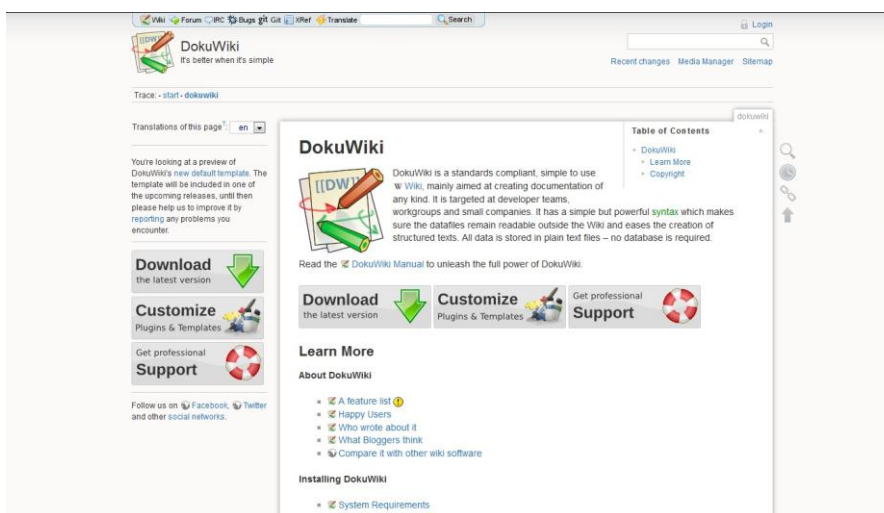 Wiki Forum IRC Bugs git Git XRef Translate Search
Login
DokuWiki
It's better when it's simple
Recent changes Media Manager Sitemap
Trace: • start • dokuwiki
dokuwiki
Translations of this page?: en
You're looking at a preview of
DokuWiki's new default template. The
template will be included in one of
the upcoming releases, until then
please help us to improve it by
reporting any problems you
encounter.
Download
the latest version
Customize
Plugins & Templates
Get professional
Support
Follow us on Facebook, Twitter
and other social networks.
DokuWiki
[[DW]]
DokuWiki is a standards compliant, simple to use
W Wiki, mainly aimed at creating documentation of
any kind. It is targeted at developer teams,
workgroups and small companies. It has a simple but powerful syntax which makes
sure the datafiles remain readable outside the Wiki and eases the creation of
structured texts. All data is stored in plain text files – no database is required.
Read the DokuWiki Manual to unleash the full power of DokuWiki.
Table of Contents
DokuWiki
Learn More
Copyright
Download
the latest version
Customize
Plugins & Templates
Get professional
Support
Learn More
About DokuWiki
A feature list
Happy Users
Who wrote about it
What Bloggers think
Compare it with other wiki software
Installing DokuWiki
System Requirements